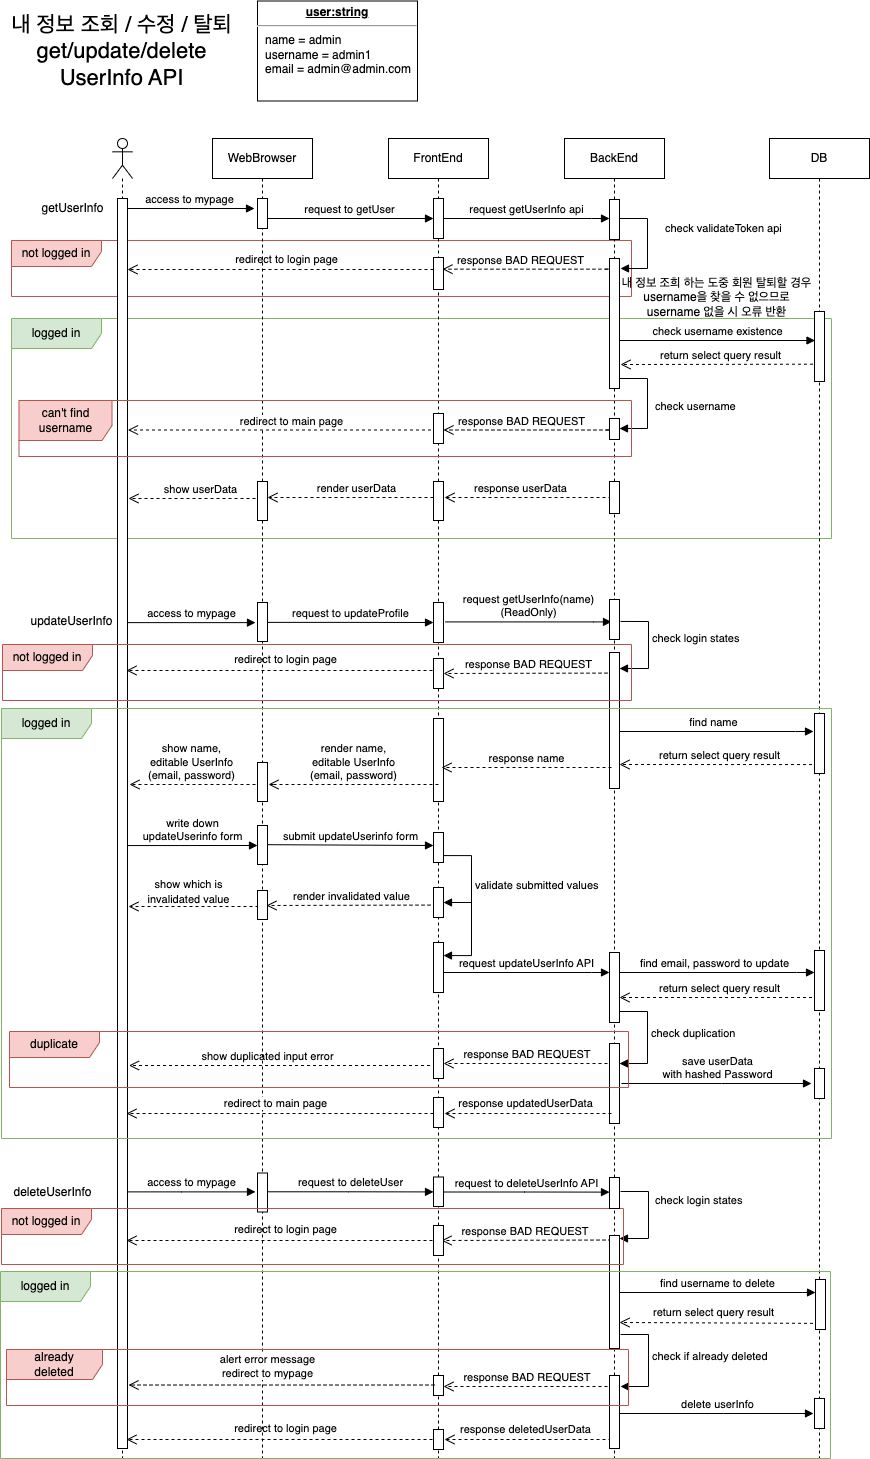 내 정보 조회 / 수정 / 탈퇴
get/update/delete
UserInfo API
user:string
name = admin
username = admin1
email = admin@admin.com
WebBrowser
FrontEnd
BackEnd
DB
getUserInfo
access to mypage
request to getUser
request getUserInfo api
check validateToken api
not logged in
redirect to login page
response BAD REQUEST
내 정보 조회 하는 도중 회원 탈퇴할 경우
username을 찾을 수 없으므로
username 없을 시 오류 반환
logged in
check username existence
return select query result
check username
can't find
username
redirect to main page
response BAD REQUEST
show userData
render userData
response userData
updateUserInfo
access to mypage
request to updateProfile
request getUserInfo(name)
(ReadOnly)
check login states
not logged in
redirect to login page
response BAD REQUEST
logged in
find name
return select query result
show name,
editable UserInfo
(email, password)
render name,
editable UserInfo
(email, password)
response name
write down
updateUserinfo form
submit updateUserinfo form
validate submitted values
show which is
invalidated value
render invalidated value
request updateUserInfo API
find email, password to update
return select query result
check duplication
duplicate
show duplicated input error
response BAD REQUEST
save userData
with hashed Password
redirect to main page
response updatedUserData
deleteUserInfo
access to mypage
request to deleteUser
request to deleteUserInfo API
check login states
not logged in
redirect to login page
response BAD REQUEST
logged in
find username to delete
return select query result
check if already deleted
already
deleted
alert error message
redirect to mypage
response BAD REQUEST
delete userInfo
redirect to login page
response deletedUserData